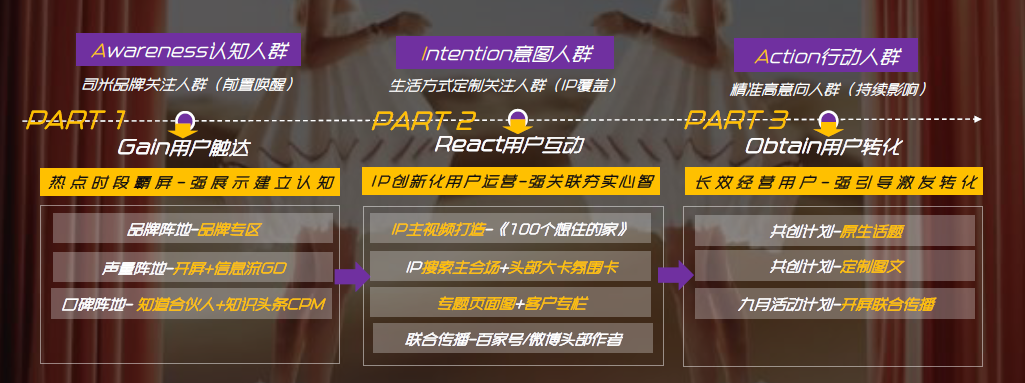 Awareness认知人群
司米品牌关注人群（前置唤醒）
PART 1
Gain用户触达
热点时段霸屏-强展示建立认知
品牌阵地-品牌专区
声量阵地-开屏+信息流GD
口碑阵地- 知道合伙人+知识头条CPM
Intention意图人群
生活方式定制关注人群（IP覆盖）
PART 2
React用户互动
IP创新化用户运营-强关联夯实心智
IP主视频打造-《100个想住的家》
IP搜索主会场+头部大卡氛围卡
专题页面图+客户专栏
联合传播-百家号/微博头部作者
Action行动人群
精准高意向人群（持续影响）
PART 3
Obtain用户转化
长效经营用户-强引导激发转化
共创计划-原生话题
共创计划-定制图文
九月活动计划-开屏联合传播